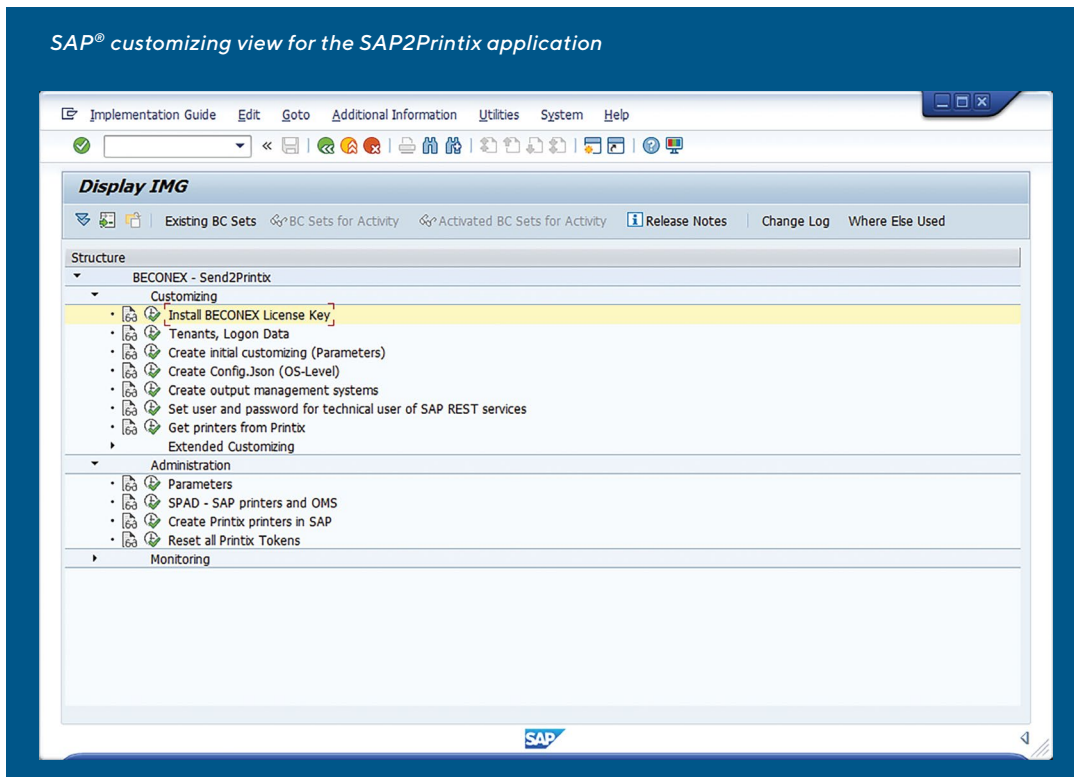 SAP® customizing view for the SAP2Printix application
Implementation Guide Edit Goto Additional Information Utilities System Help
Display IMG
Existing BC Sets BC Sets for Activity Activated BC Sets for Activity Release Notes Change Log Where Else Used
Structure
BECONEX - Send2Printix
Customizing
Install BECONEX License Key
Tenants, Logon Data
Create initial customizing (Parameters)
Create Config.Json (OS-Level)
Create output management systems
Set user and password for technical user of SAP REST services
Get printers from Printix
Extended Customizing
Administration
Parameters
SPAD - SAP printers and OMS
Create Printix printers in SAP
Reset all Printix Tokens
Monitoring
SAP